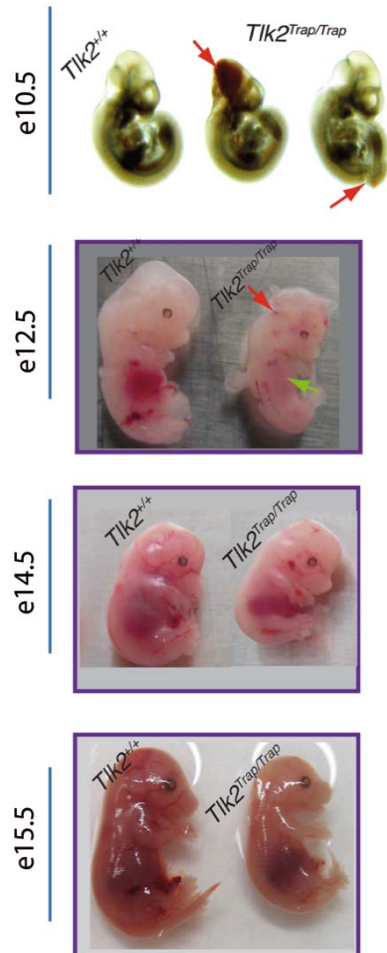 e10.5
Tlk2+/+
Tlk2Trap/Trap
e12.5
Tlk2+/+
Tlk2Trap/Trap
e14.5
Tlk2+/+
Tlk2Trap/Trap
e15.5
Tlk2+/+
Tlk2Trap/Trap